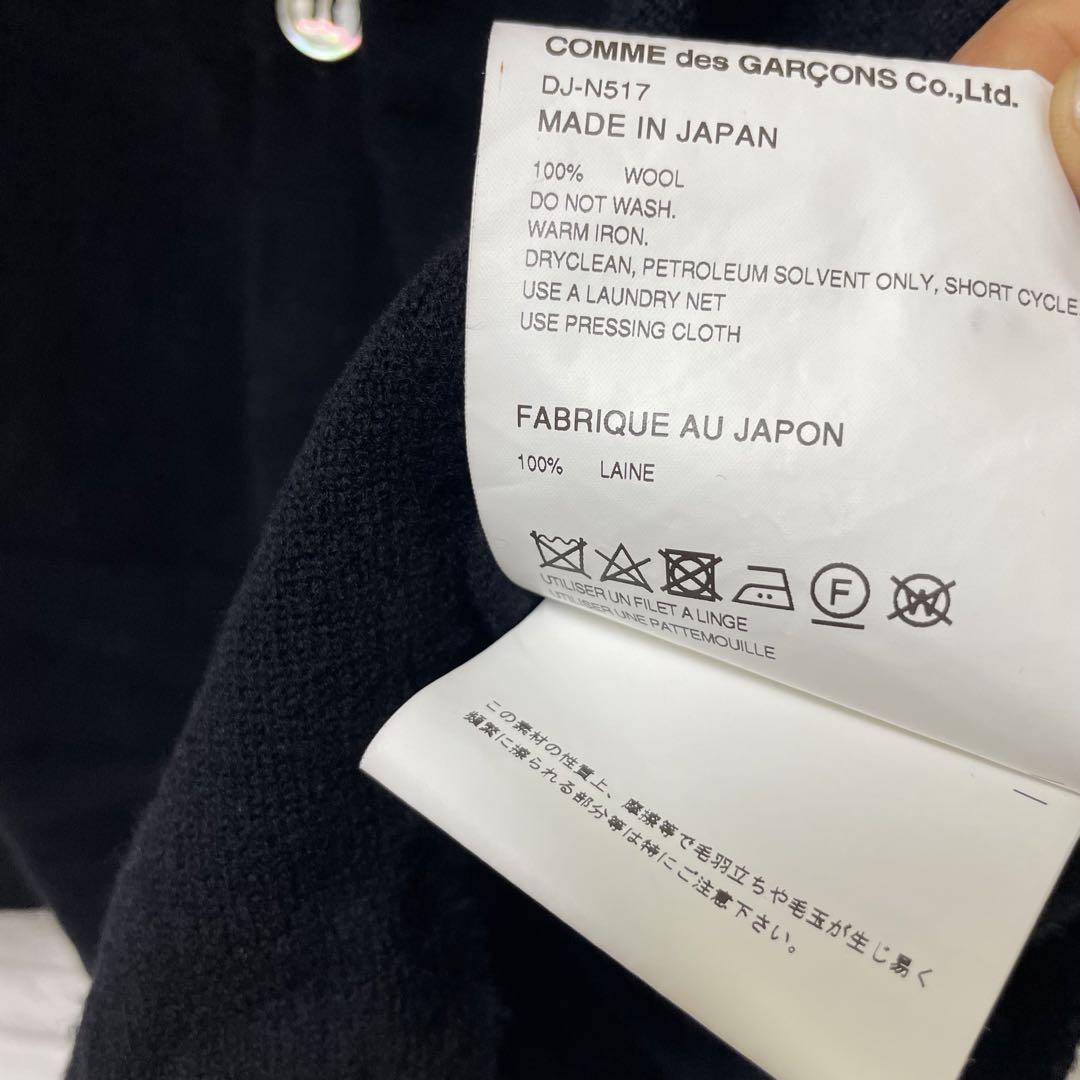 COMME des GARÇONS Co.,Ltd.
DJ-N517
MADE IN JAPAN
100% WOOL
DO NOT WASH.
WARM IRON.
DRYCLEAN, PETROLEUM SOLVENT ONLY, SHORT CYCLE.
USE A LAUNDRY NET
USE PRESSING CLOTH
FABRIQUE AU JAPON
100% LAINE
F
W
UTILISER UN FILET A LINGE
UTILISER UNE PATTEMOUILLE
この素材の性質上、摩擦等で毛羽立ちや毛玉が生じ易く
頻繁に擦られる部分等は特にご注意下さい。